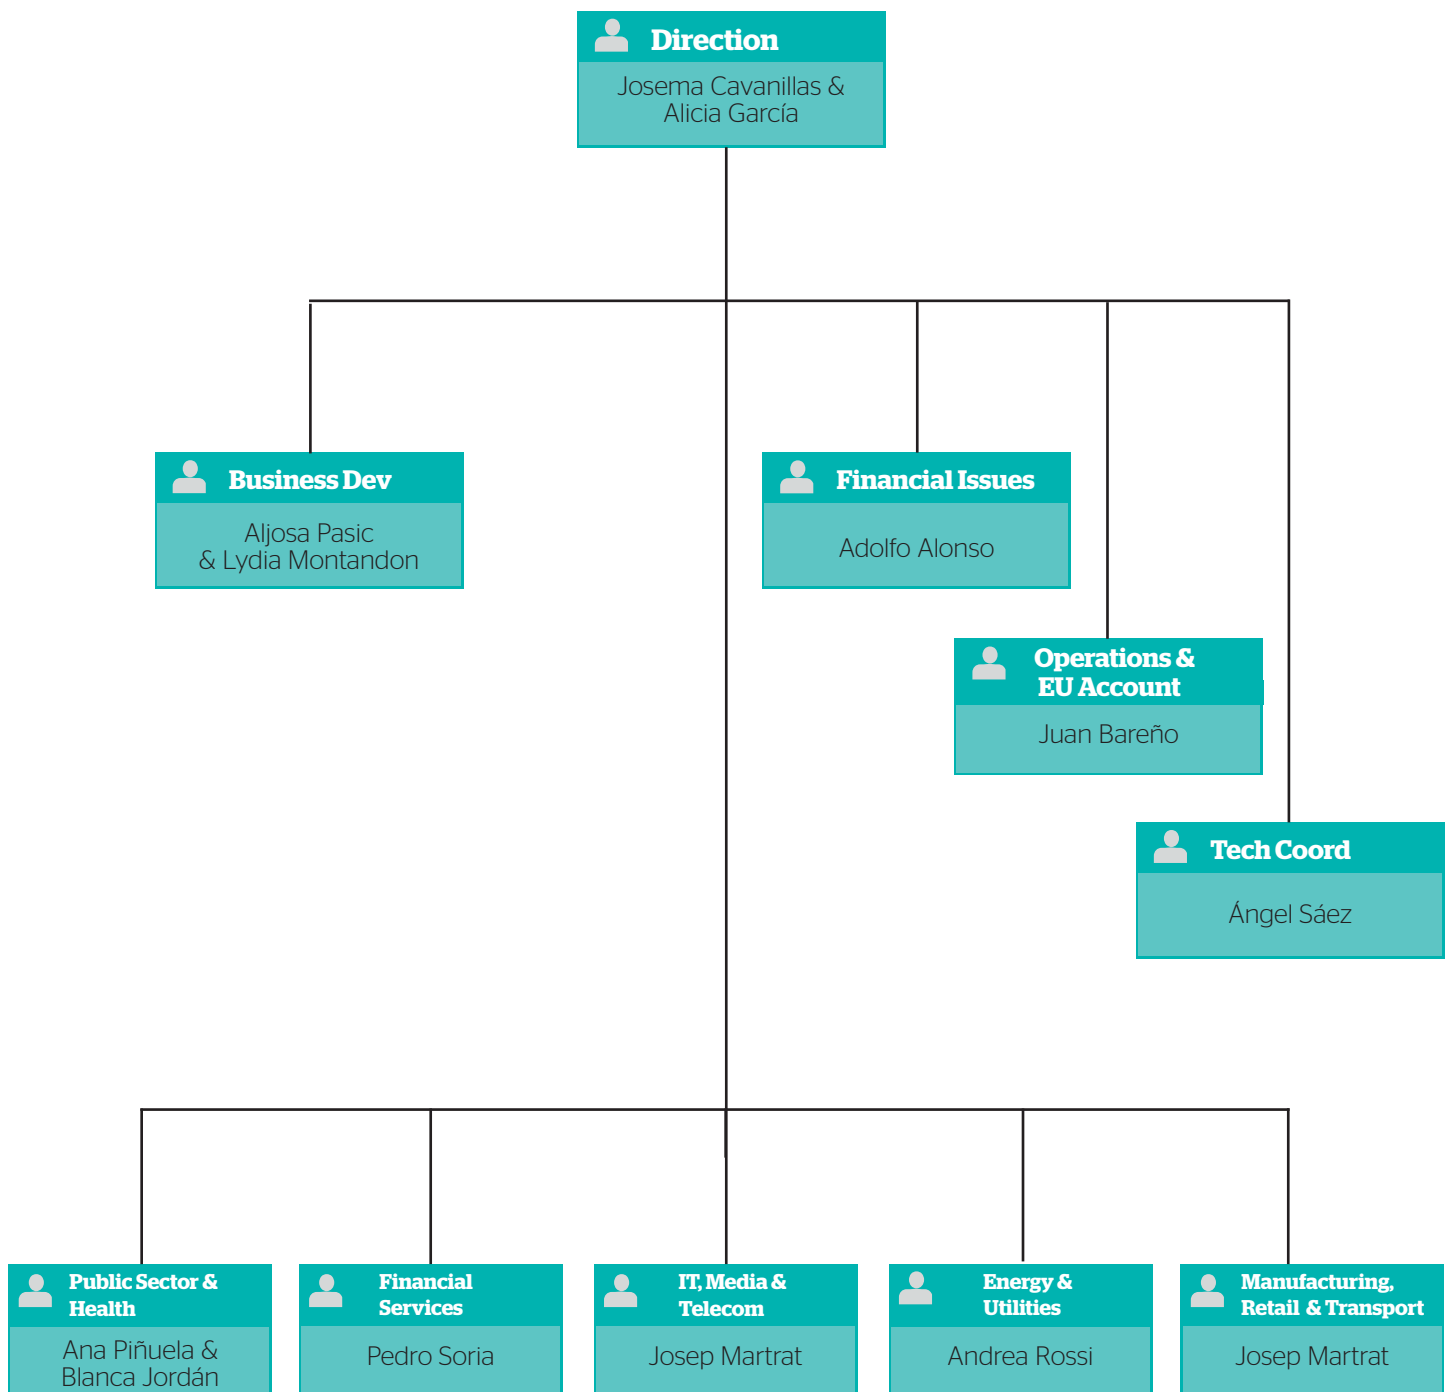 Direction
Josema Cavanillas &
Alicia García
Business Dev
Aljosa Pasic
& Lydia Montandon
Financial Issues
Adolfo Alonso
Operations &
EU Account
Juan Bareño
Tech Coord
Ángel Sáez
Public Sector &
Health
Ana Piñuela &
Blanca Jordán
Financial
Services
Pedro Soria
IT, Media &
Telecom
Josep Martrat
Energy &
Utilities
Andrea Rossi
Manufacturing,
Retail & Transport
Josep Martrat